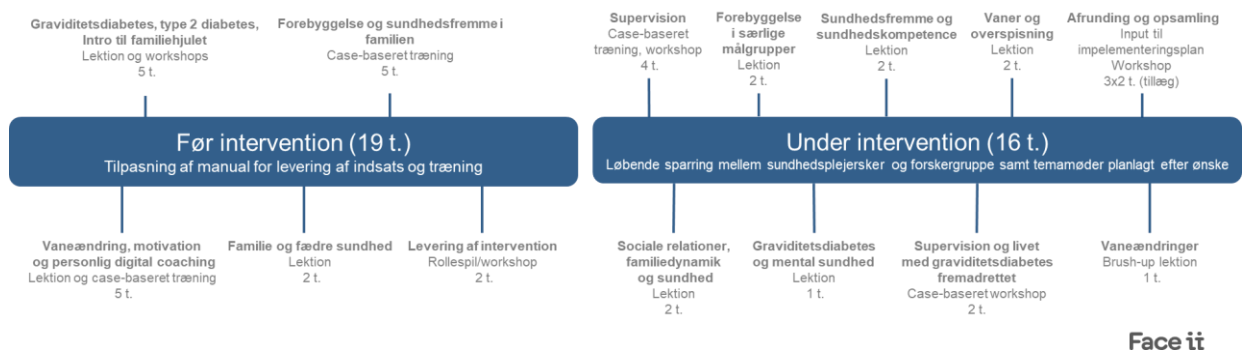 Graviditetsdiabetes, type 2 diabetes,
Intro til familiehjulet
Lektion og workshops
5 t.
Forebyggelse og sundhedsfremme i
familien
Case-baseret træning
5 t.
Supervision
Case-baseret
træning, workshop
4 t.
Forebyggelse
i særlige
målgrupper
Lektion
2 t.
Sundhedsfremme og
sundhedskompetence
Lektion
2 t.
Vaner og
overspisning
Lektion
2 t.
Afrunding og opsamling
Input til
impelementeringsplan
Workshop
3x2 t. (tillæg)
Før intervention (19 t.)
Tilpasning af manual for levering af indsats og træning
Under intervention (16 t.)
Løbende sparring mellem sundhedsplejersker og forskergruppe samt temamøder planlagt efter ønske
Vaneændring, motivation
og personlig digital coaching
Lektion og case-baseret træning
5 t.
Familie og fædre sundhed
Lektion
2 t.
Levering af intervention
Rollespil/workshop
2 t.
Sociale relationer,
familiedynamik
og sundhed
Lektion
2 t.
Graviditetsdiabetes
og mental sundhed
Lektion
1 t.
Supervision og livet
med graviditetsdiabetes
fremadrettet
Case-baseret workshop
2 t.
Vaneændringer
Brush-up lektion
1 t.
Face it